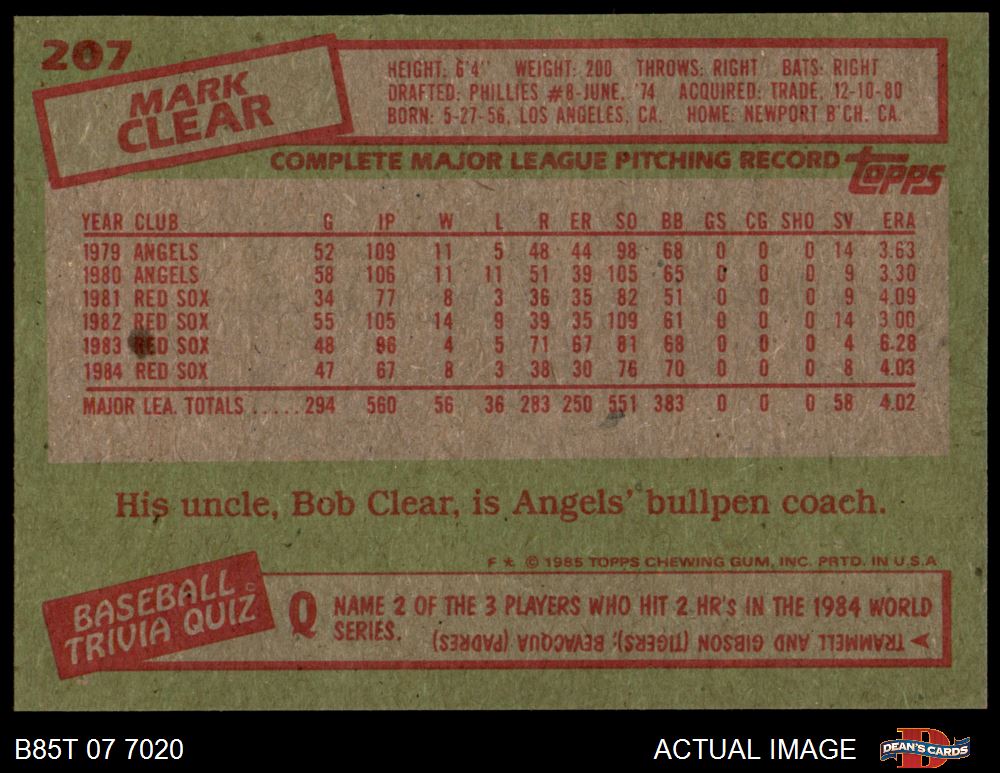 207
MARK
CLEAR
HEIGHT: 6'4" WEIGHT: 200 THROWS: RIGHT BATS: RIGHT
DRAFTED: PHILLIES #8-JUNE, '74 ACQUIRED: TRADE, 12-10-80
BORN: 5-27-56, LOS ANGELES, CA. HOME: NEWPORT B'CH. CA.
COMPLETE MAJOR LEAGUE PITCHING RECORD topps
YEAR CLUB G IP W L R ER SO BB GS CG SHO SV ERA
1979 ANGELS 52 109 11 5 48 44 98 68 0 0 0 14 3.63
1980 ANGELS 58 106 11 11 51 39 105 65 0 0 0 9 3.30
1981 RED SOX 34 77 8 3 36 35 82 51 0 0 0 9 4.09
1982 RED SOX 55 105 14 9 39 35 109 61 0 0 0 14 3.00
1983 RED SOX 48 96 4 5 71 67 81 68 0 0 0 4 6.28
1984 RED SOX 47 67 8 3 38 30 76 70 0 0 0 8 4.03
MAJOR LEA. TOTALS ..... 294 560 56 36 283 250 551 383 0 0 0 58 4.02
His uncle, Bob Clear, is Angels' bullpen coach.
F * © 1985 TOPPS CHEWING GUM, INC. PRTD. IN U.S.A
BASEBALL
TRIVIA QUIZ
Q NAME 2 OF THE 3 PLAYERS WHO HIT 2 HR'S IN THE 1984 WORLD
SERIES.
TRAMMELL AND GIBSON (TIGERS); BEVACQUA (PADRES)
B85T 07 7020 ACTUAL IMAGE DEAN'S CARDS